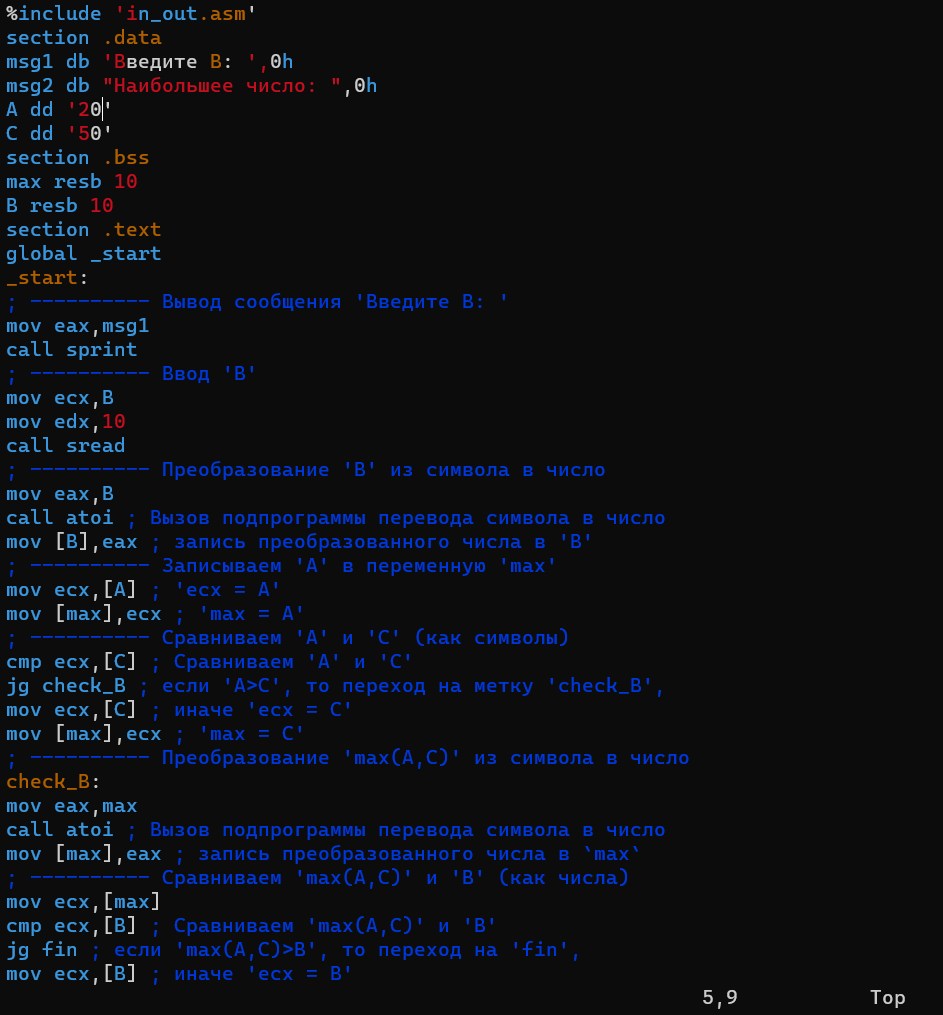 %include 'in_out.asm'
section .data
msg1 db 'Введите B: ',0h
msg2 db "Наибольшее число: ",0h
A dd '20'
C dd '50'
section .bss
max resb 10
B resb 10
section .text
global _start
_start:
; ---------- Вывод сообщения 'Введите B: '
mov eax,msg1
call sprint
; ---------- Ввод 'B'
mov ecx,B
mov edx,10
call sread
; ---------- Преобразование 'B' из символа в число
mov eax,B
call atoi ; Вызов подпрограммы перевода символа в число
mov [B],eax ; запись преобразованного числа в 'B'
; ---------- Записываем 'A' в переменную 'max'
mov ecx,[A] ; 'ecx = A'
mov [max],ecx ; 'max = A'
; ---------- Сравниваем 'A' и 'С' (как символы)
cmp ecx,[C] ; Сравниваем 'A' и 'С'
jg check_B ; если 'A>C', то переход на метку 'check_B',
mov ecx,[C] ; иначе 'ecx = C'
mov [max],ecx ; 'max = C'
; ---------- Преобразование 'max(A,C)' из символа в число
check_B:
mov eax,max
call atoi ; Вызов подпрограммы перевода символа в число
mov [max],eax ; запись преобразованного числа в `max`
; ---------- Сравниваем 'max(A,C)' и 'B' (как числа)
mov ecx,[max]
cmp ecx,[B] ; Сравниваем 'max(A,C)' и 'B'
jg fin ; если 'max(A,C)>B', то переход на 'fin',
mov ecx,[B] ; иначе 'ecx = B'
5,9 Top